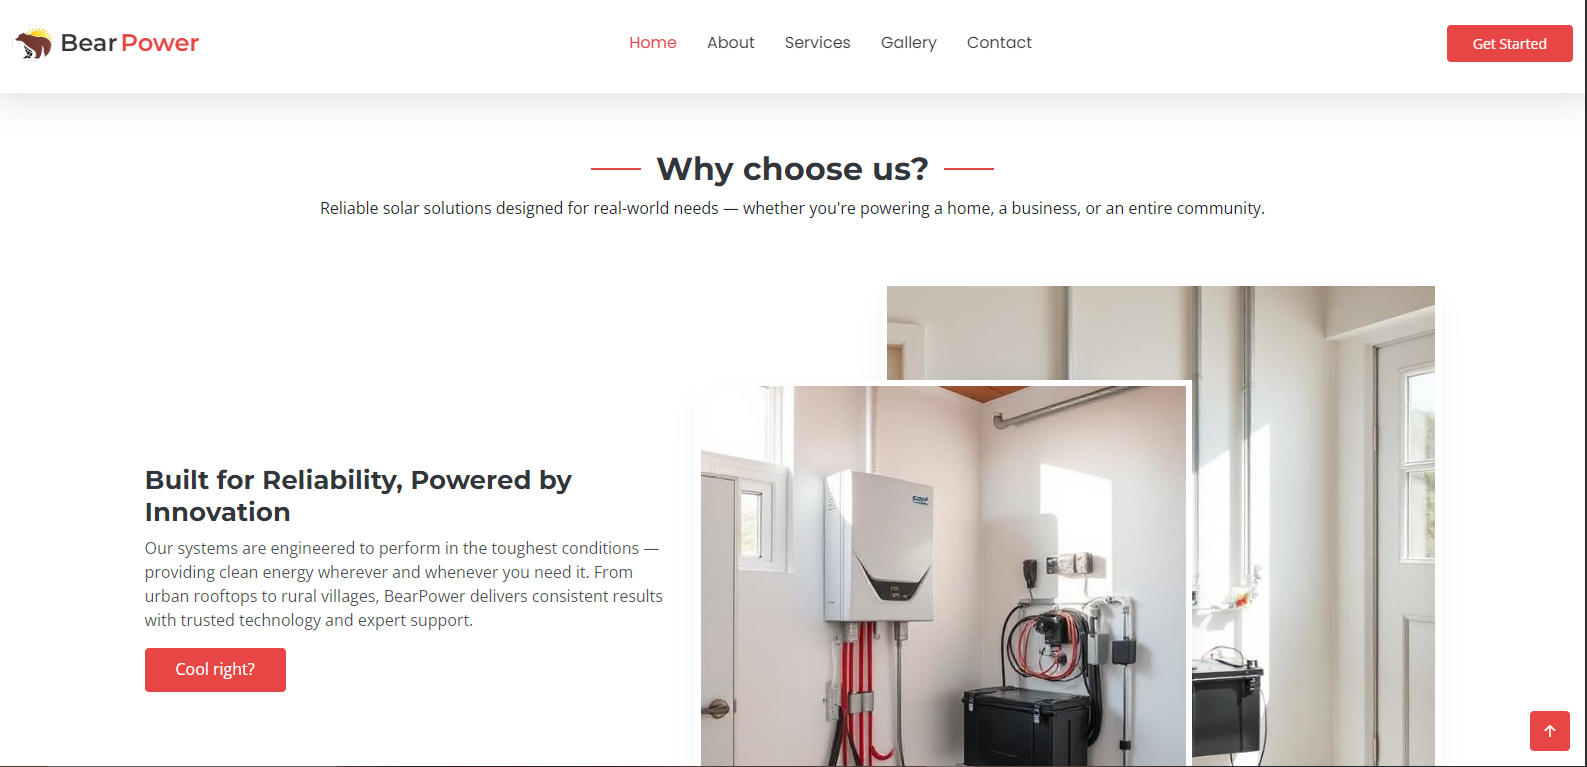 Bear Power
Home About Services Gallery Contact
Get Started
Why choose us?
Reliable solar solutions designed for real-world needs — whether you're powering a home, a business, or an entire community.
Built for Reliability, Powered by
Innovation
Our systems are engineered to perform in the toughest conditions —
providing clean energy wherever and whenever you need it. From
urban rooftops to rural villages, BearPower delivers consistent results
with trusted technology and expert support.
Cool right?